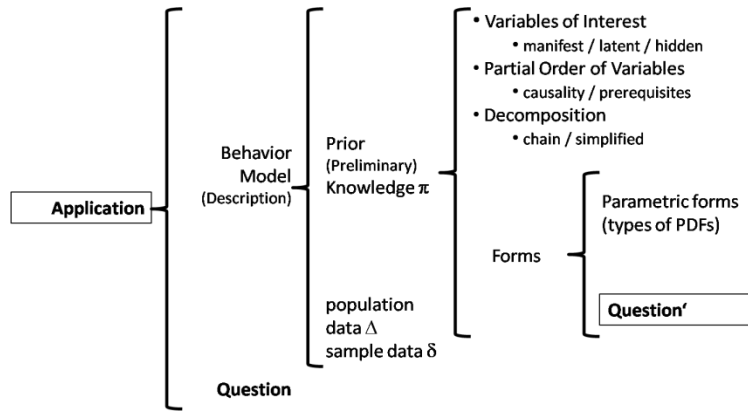 Application
Behavior
Model
(Description)
Question
Prior
(Preliminary)
Knowledge π
population
data Δ
sample data δ
• Variables of Interest
• manifest / latent / hidden
• Partial Order of Variables
• causality / prerequisites
• Decomposition
• chain / simplified
Forms
Parametric forms
(types of PDFs)
Question‘